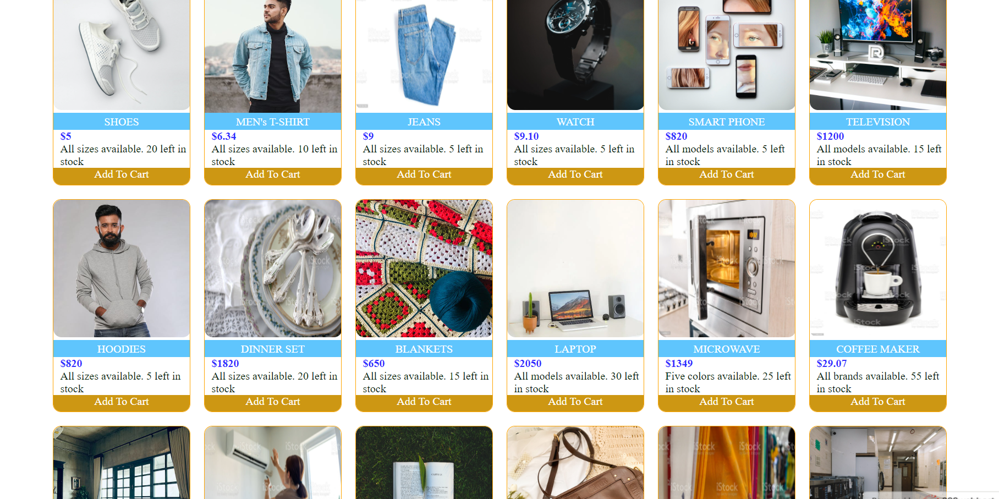 SHOES
$5
All sizes available. 20 left in
stock
Add To Cart
MEN's T-SHIRT
$6.34
All sizes available. 10 left in
stock
Add To Cart
JEANS
$9
All sizes available. 5 left in
stock
Add To Cart
WATCH
$9.10
All sizes available. 5 left in
stock
Add To Cart
SMART PHONE
$820
All models available. 5 left
in stock
Add To Cart
TELEVISION
$1200
All models available. 15 left
in stock
Add To Cart
HOODIES
$820
All sizes available. 5 left in
stock
Add To Cart
DINNER SET
$1820
All sizes available. 20 left in
stock
Add To Cart
BLANKETS
$650
All sizes available. 15 left in
stock
Add To Cart
LAPTOP
$2050
All models available. 30 left
in stock
Add To Cart
MICROWAVE
$1349
Five colors available. 25 left
in stock
Add To Cart
COFFEE MAKER
iStock
iStock
iStock
$29.07
All brands available. 55 left
in stock
Add To Cart
iStock
iStock
iStock
iStock